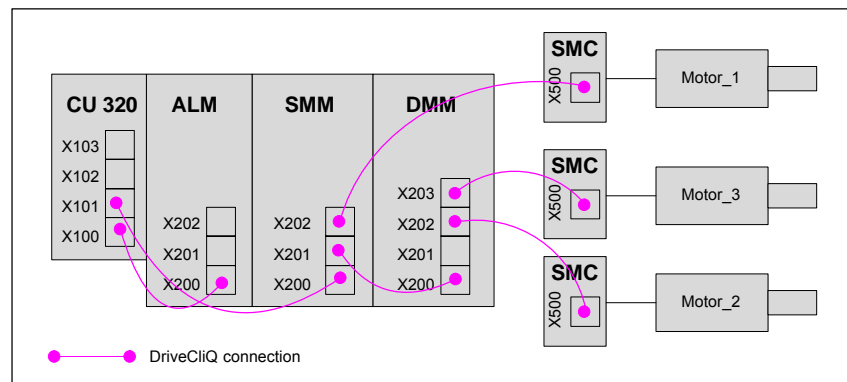 CU 320
X103
X102
X101
X100
ALM
X202
X201
X200
SMM
X202
X201
X200
DMM
X203
X202
X201
X200
SMC
X500
Motor_1
SMC
X500
Motor_3
SMC
X500
Motor_2
DriveCliQ connection